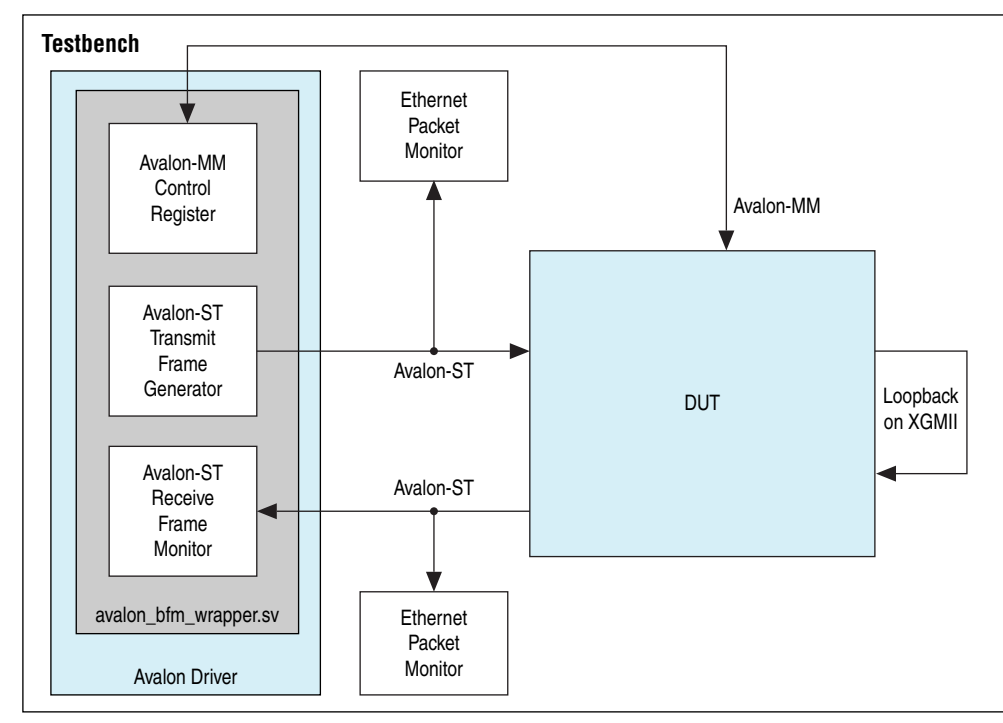 Testbench
Ethernet
Packet
Monitor
Avalon-MM
Control
Register
Avalon-MM
Avalon-ST
Transmit
Frame
Generator
Avalon-ST
DUT
Loopback
on XGMII
Avalon-ST
Receive
Frame
Monitor
Avalon-ST
avalon_bfm_wrapper.sv
Ethernet
Packet
Monitor
Avalon Driver